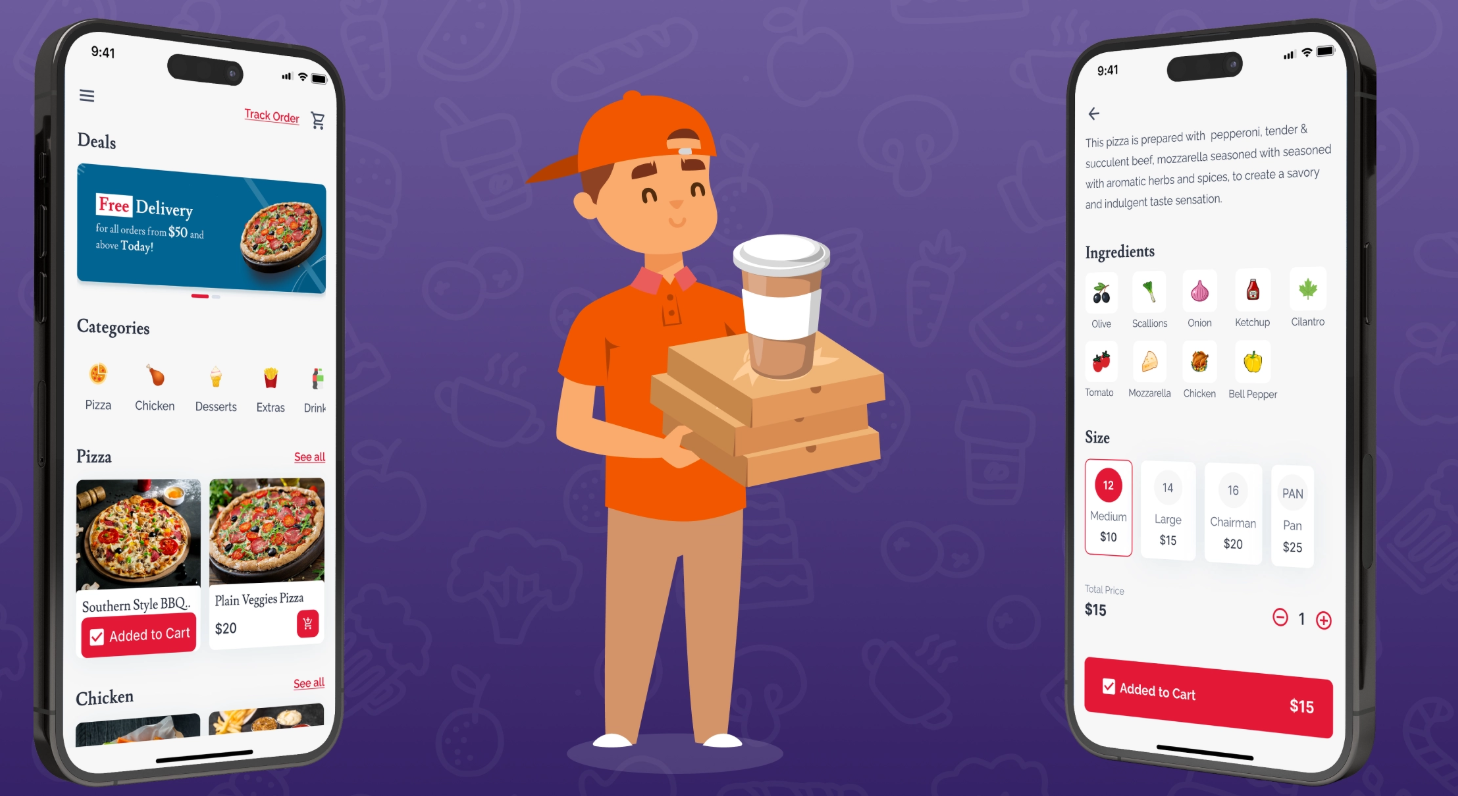 9:41
Track Order
Deals
Free Delivery
for all orders from $50 and
above Today!
Categories
Pizza
Chicken
Desserts
Extras
Drink
Pizza
See all
Southern Style BBQ..
Added to Cart
Plain Veggies Pizza
$20
Chicken
See all
9:41
This pizza is prepared with pepperoni, tender &
succulent beef, mozzarella seasoned with seasoned
with aromatic herbs and spices, to create a savory
and indulgent taste sensation.
Ingredients
Olive
Scallions
Onion
Ketchup
Cilantro
Tomato
Mozzarella
Chicken
Bell Pepper
Size
12
Medium
$10
14
Large
$15
16
Chairman
$20
PAN
Pan
$25
Total Price
$15
1
Added to Cart
$15